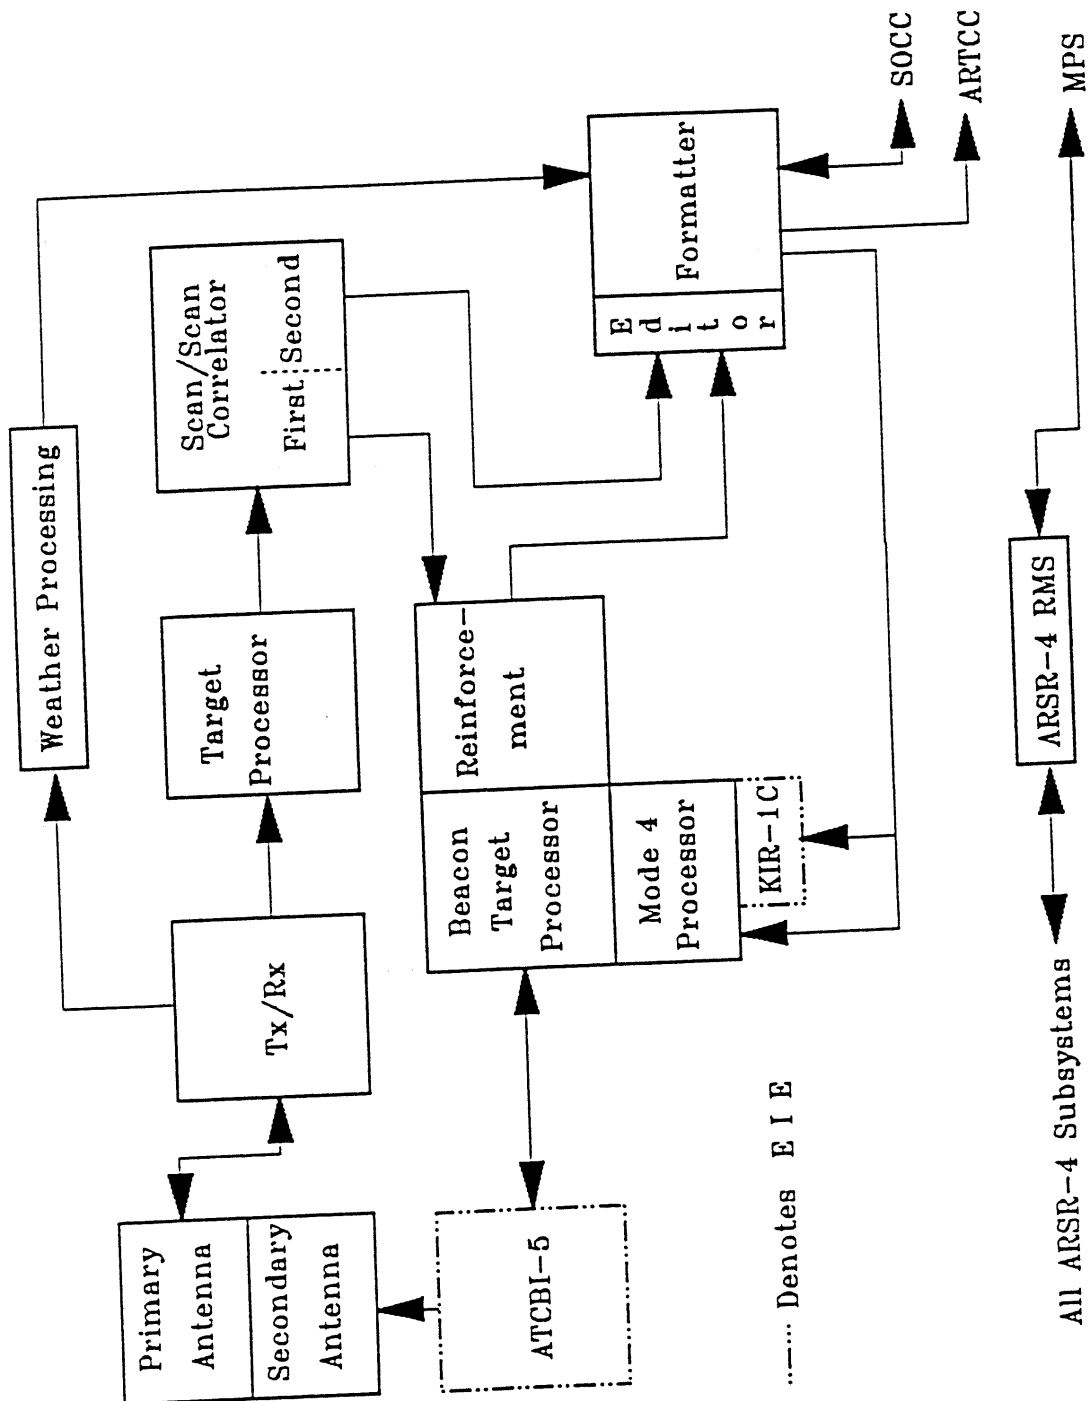 Primary
Antenna
Secondary
Antenna
ATCBI-5
Tx/Rx
Weather Processing
Target
Processor
Scan/Scan
Correlator
First
Second
Beacon
Target
Processor
Reinforce-
ment
Mode 4
Processor
KIR-1C
Editor
Formatter
SOCC
ARTCC
Denotes E I E
All ARSR-4 Subsystems
ARSR-4 RMS
MPS